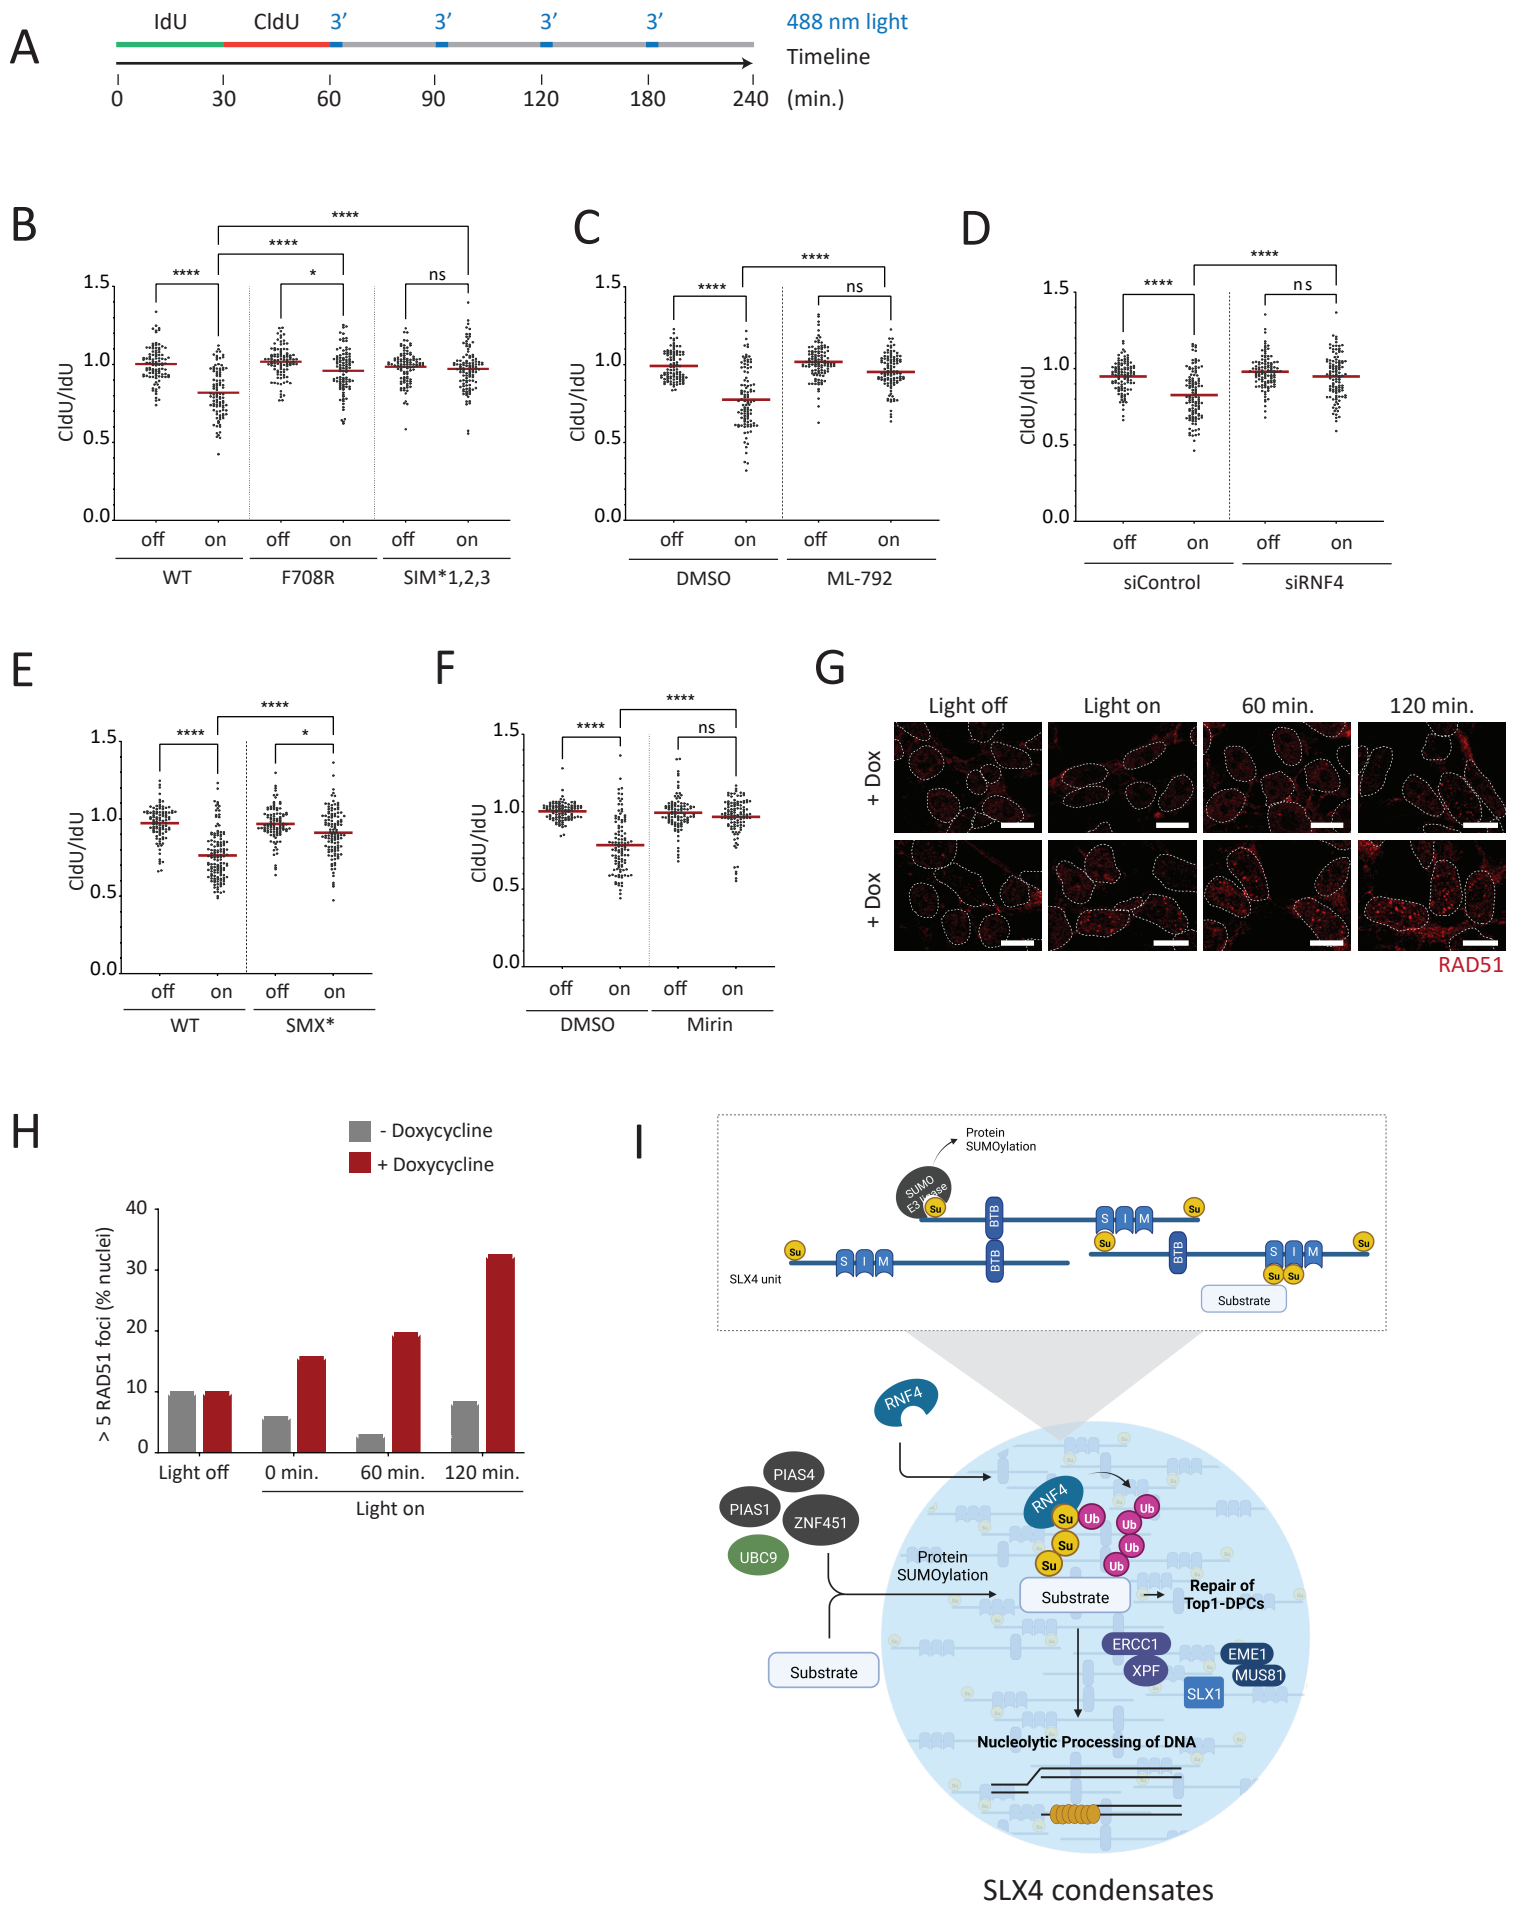 A
IdU CldU 3’ 3’ 3’ 3’ 488 nm light
Timeline
0 30 60 90 120 180 240 (min.)
B
****
****
**** * ns
1.5
1.0
0.5
0.0
CldU/IdU
off on off on off on
WT F708R SIM*1,2,3
C
****
**** ns
1.5
1.0
0.5
0.0
CldU/IdU
off on off on
DMSO ML-792
D
****
**** ns
1.5
1.0
0.5
0.0
CldU/IdU
off on off on
siControl siRNF4
E
****
**** *
1.5
1.0
0.5
0.0
CldU/IdU
off on off on
WT SMX*
F
****
**** ns
1.5
1.0
0.5
0.0
CldU/IdU
off on off on
DMSO Mirin
G
Light off Light on 60 min. 120 min.
+ Dox
+ Dox
RAD51
H
- Doxycycline
+ Doxycycline
40
30
20
10
0
> 5 RAD51 foci (% nuclei)
Light off 0 min. 60 min. 120 min.
Light on
I
Protein
SUMOylation
SUMO
E3 ligase
Su
BTB
S I M
Su
Su
S I M
BTB
Su
BTB
S I M
Su
Su Su
SLX4 unit
Substrate
RNF4
PIAS4
PIAS1
ZNF451
UBC9
RNF4
Su Ub
Su
Su
Ub
Ub
Ub
Ub
Protein
SUMOylation
Substrate
Repair of
Top1-DPCs
Substrate
ERCC1
XPF
EME1
MUS81
SLX1
Nucleolytic Processing of DNA
SLX4 condensates